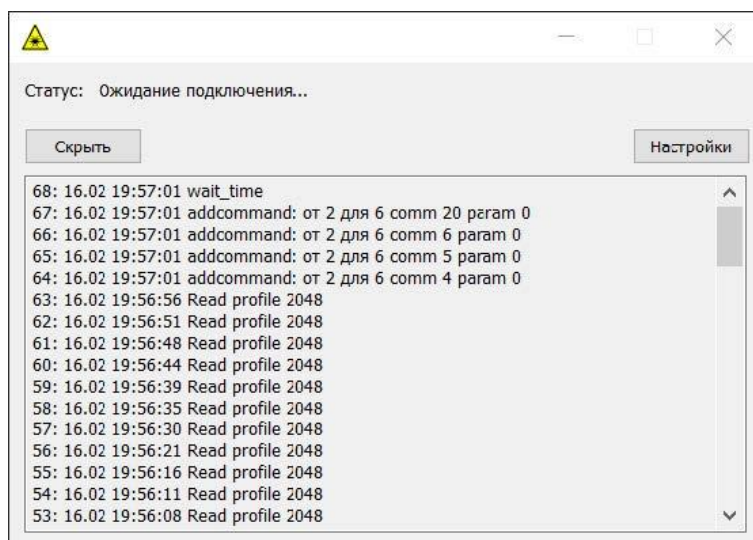 Статус: Ожидание подключения...
Скрыть
Настройки
68: 16.02 19:57:01 wait_time
67: 16.02 19:57:01 addcommand: от 2 для 6 comm 20 param 0
66: 16.02 19:57:01 addcommand: от 2 для 6 comm 6 param 0
65: 16.02 19:57:01 addcommand: от 2 для 6 comm 5 param 0
64: 16.02 19:57:01 addcommand: от 2 для 6 comm 4 param 0
63: 16.02 19:56:56 Read profile 2048
62: 16.02 19:56:51 Read profile 2048
61: 16.02 19:56:48 Read profile 2048
60: 16.02 19:56:44 Read profile 2048
59: 16.02 19:56:39 Read profile 2048
58: 16.02 19:56:35 Read profile 2048
57: 16.02 19:56:30 Read profile 2048
56: 16.02 19:56:21 Read profile 2048
55: 16.02 19:56:16 Read profile 2048
54: 16.02 19:56:11 Read profile 2048
53: 16.02 19:56:08 Read profile 2048